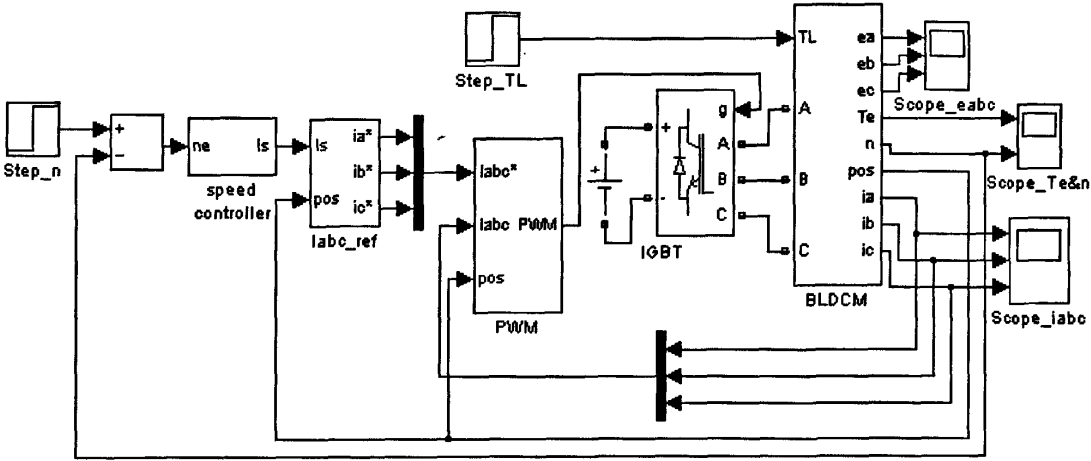 Step_n
+
−
ne
Is
speed
controller
Is
pos
ia*
ib*
ic*
Iabc_ref
Step_TL
Iabc*
Iabc
PWM
pos
PWM
+
+
-
g
A
B
C
IGBT
TL
A
B
C
ea
eb
ec
Te
n
pos
ia
ib
ic
BLDCM
Scope_eabc
Scope_Te&n
Scope_iabc